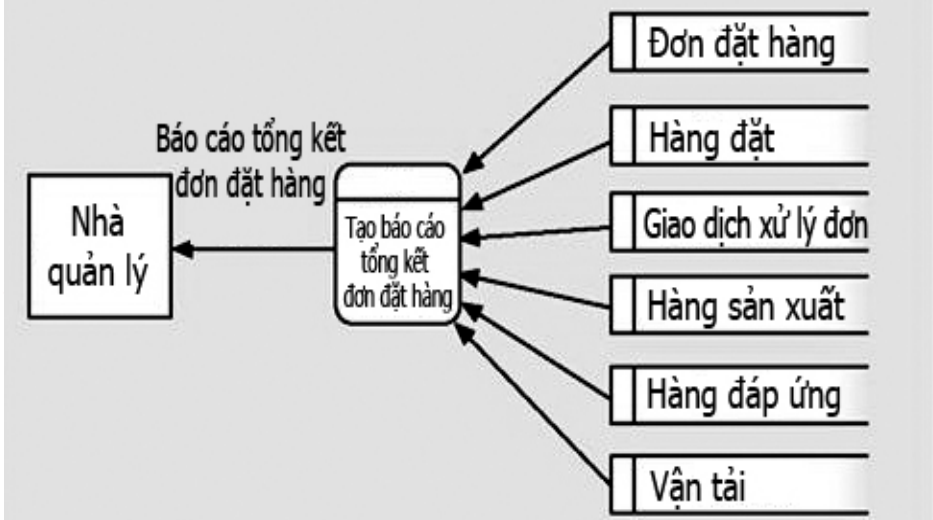 Nhà
quản lý
Báo cáo tổng kết
đơn đặt hàng
Tạo báo cáo
tổng kết
đơn đặt hàng
Đơn đặt hàng
Hàng đặt
Giao dịch xử lý đơn
Hàng sản xuất
Hàng đáp ứng
Vận tải